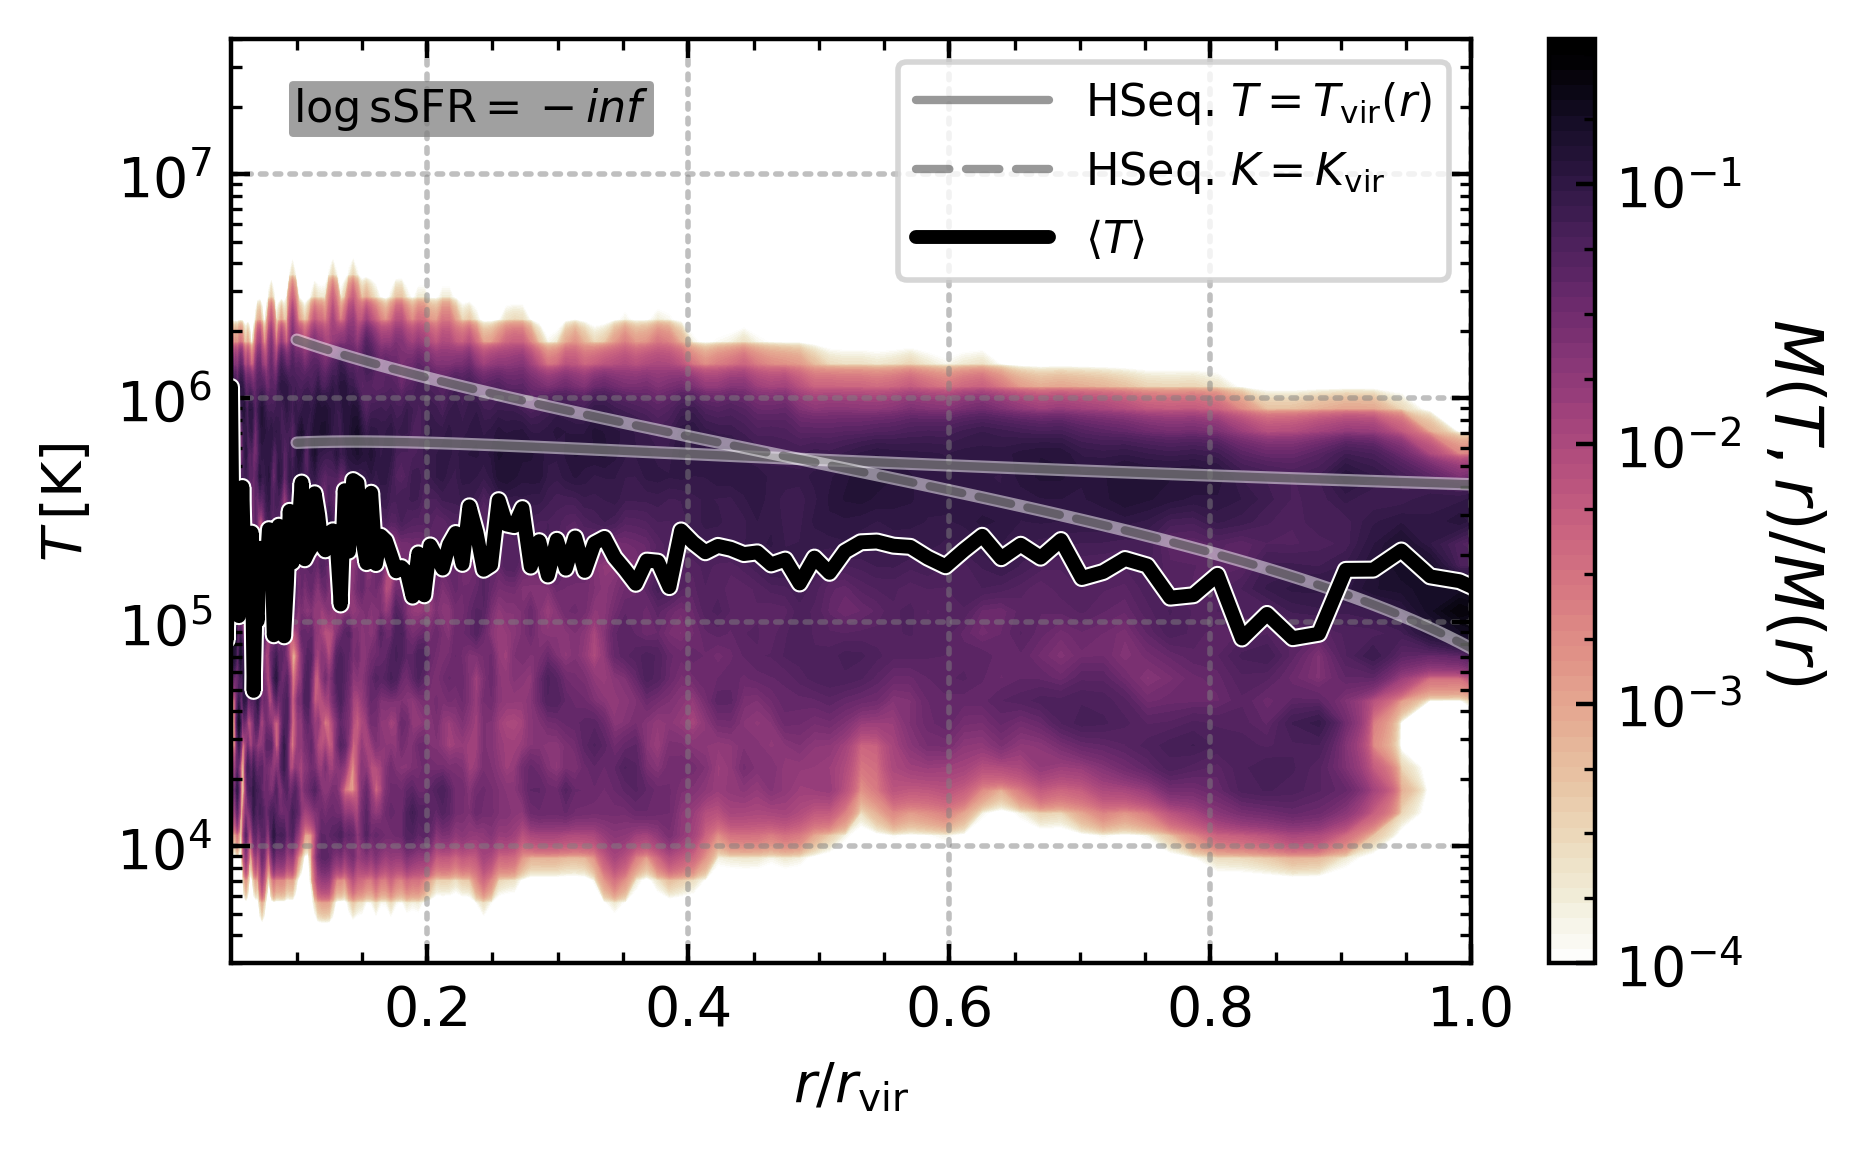 log sSFR = −inf
HSeq. T = T_vir(r)
HSeq. K = K_vir
⟨T⟩
T [K]
10^7
10^6
10^5
10^4
0.2 0.4 0.6 0.8 1.0
r/r_vir
10^−1
10^−2
10^−3
10^−4
M(T, r)/M(r)